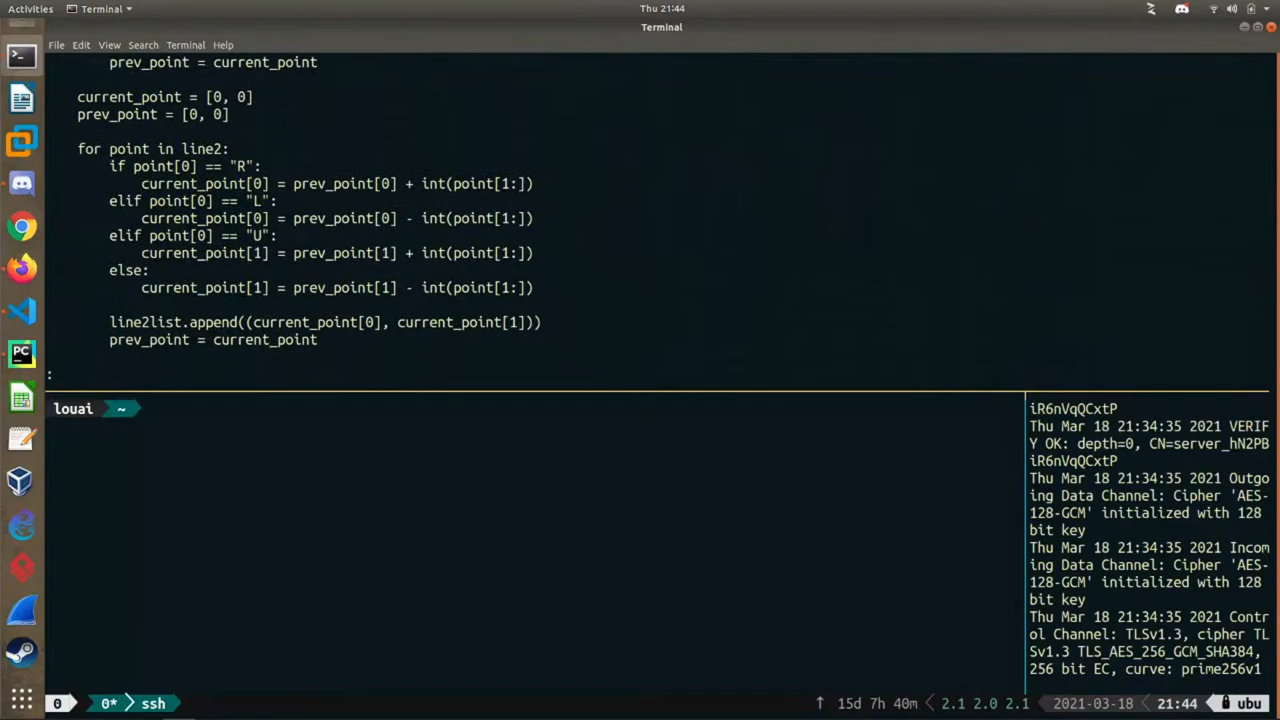 Activities Terminal Thu 21:44
Terminal
File Edit View Search Terminal Help
        prev_point = current_point

    current_point = [0, 0]
    prev_point = [0, 0]

    for point in line2:
        if point[0] == "R":
            current_point[0] = prev_point[0] + int(point[1:])
        elif point[0] == "L":
            current_point[0] = prev_point[0] - int(point[1:])
        elif point[0] == "U":
            current_point[1] = prev_point[1] + int(point[1:])
        else:
            current_point[1] = prev_point[1] - int(point[1:])

        line2list.append((current_point[0], current_point[1]))
        prev_point = current_point

:
louai ~
iR6nVqQCxtP
Thu Mar 18 21:34:35 2021 VERIF
Y OK: depth=0, CN=server_hN2PB
iR6nVqQCxtP
Thu Mar 18 21:34:35 2021 Outgo
ing Data Channel: Cipher 'AES-
128-GCM' initialized with 128
bit key
Thu Mar 18 21:34:35 2021 Incom
ing Data Channel: Cipher 'AES-
128-GCM' initialized with 128
bit key
Thu Mar 18 21:34:35 2021 Contr
ol Channel: TLSv1.3, cipher TL
Sv1.3 TLS_AES_256_GCM_SHA384,
256 bit EC, curve: prime256v1
PC
0 0* ssh ↑ 15d 7h 40m 2.1 2.0 2.1 2021-03-18 21:44 ubu